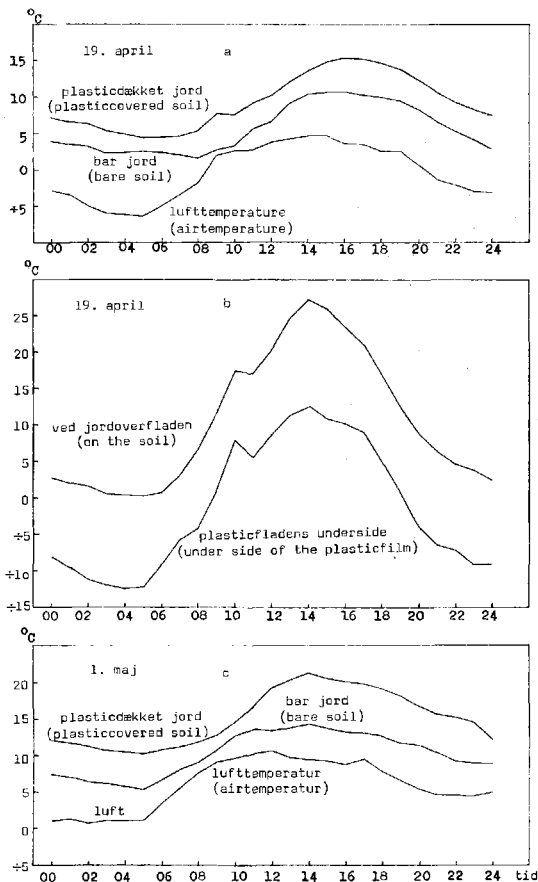 °C
19. april a
15
plasticdækket jord
(plasticcovered soil)
10
5
bar jord
(bare soil)
0
lufttemperature
(airtemperature)
÷5
00 02 04 06 08 10 12 14 16 18 20 22 24
°C
19. april b
25
20
15
10
ved jordoverfladen
(on the soil)
5
0
plasticfladens underside
(under side of the plasticfilm)
÷5
÷10
÷15
00 02 04 06 08 10 12 14 16 18 20 22 24
°C
1. maj c
20
bar jord
(bare soil)
plasticdækket jord
(plasticcovered soil)
15
10
lufttemperatur
(airtemperatur)
5
luft
0
÷5
00 02 04 06 08 10 12 14 16 18 20 22 24 tid